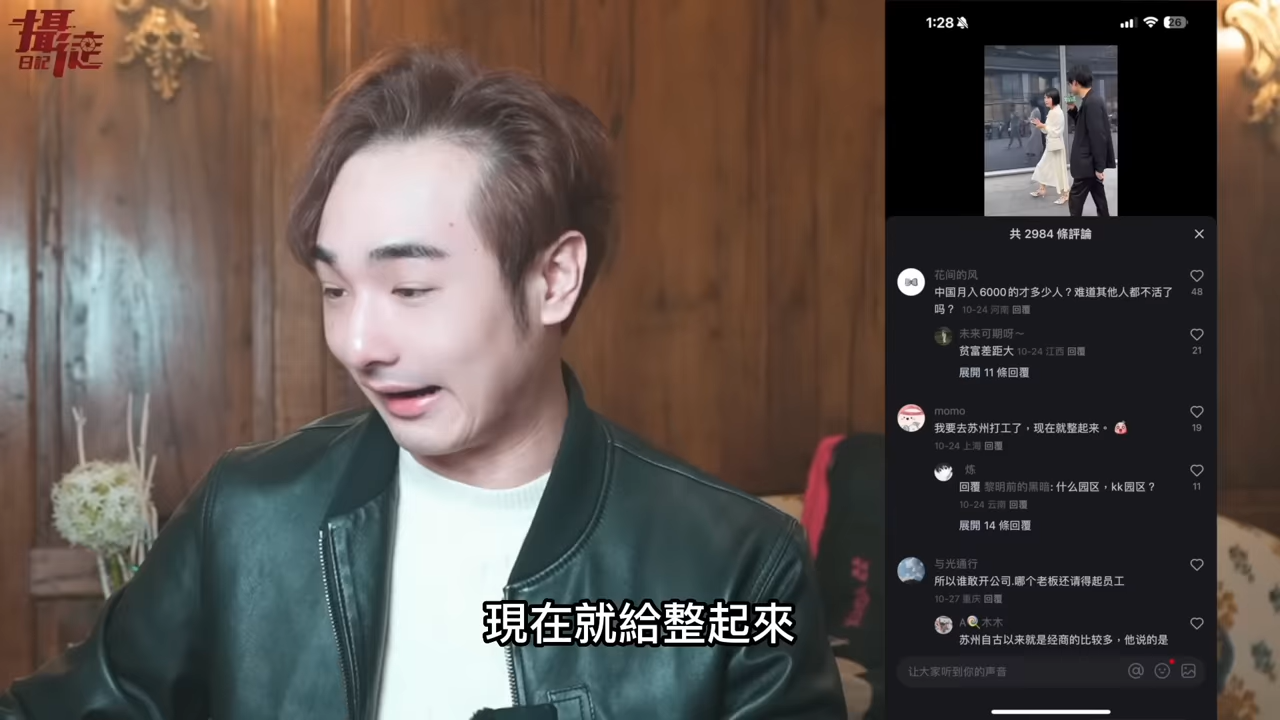 攝徒
日記
1:28
26
共 2984 條評論
花间的风
中国月入6000的才多少人？难道其他人都不活了
吗？ 10-24 河南 回覆
48
未来可期呀～
贫富差距大 10-24 江西 回覆
21
展開 11 條回覆
momo
我要去苏州打工了，现在就整起来。
19
10-24 上海 回覆
炼
回覆 黎明前的黑暗: 什么园区，kk园区？
11
10-24 云南 回覆
展開 14 條回覆
与光通行
所以谁敢开公司.哪个老板还请得起员工
10-27 重庆 回覆
A🍭木木
苏州自古以来就是经商的比较多，他说的是
让大家听到你的声音
現在就給整起來